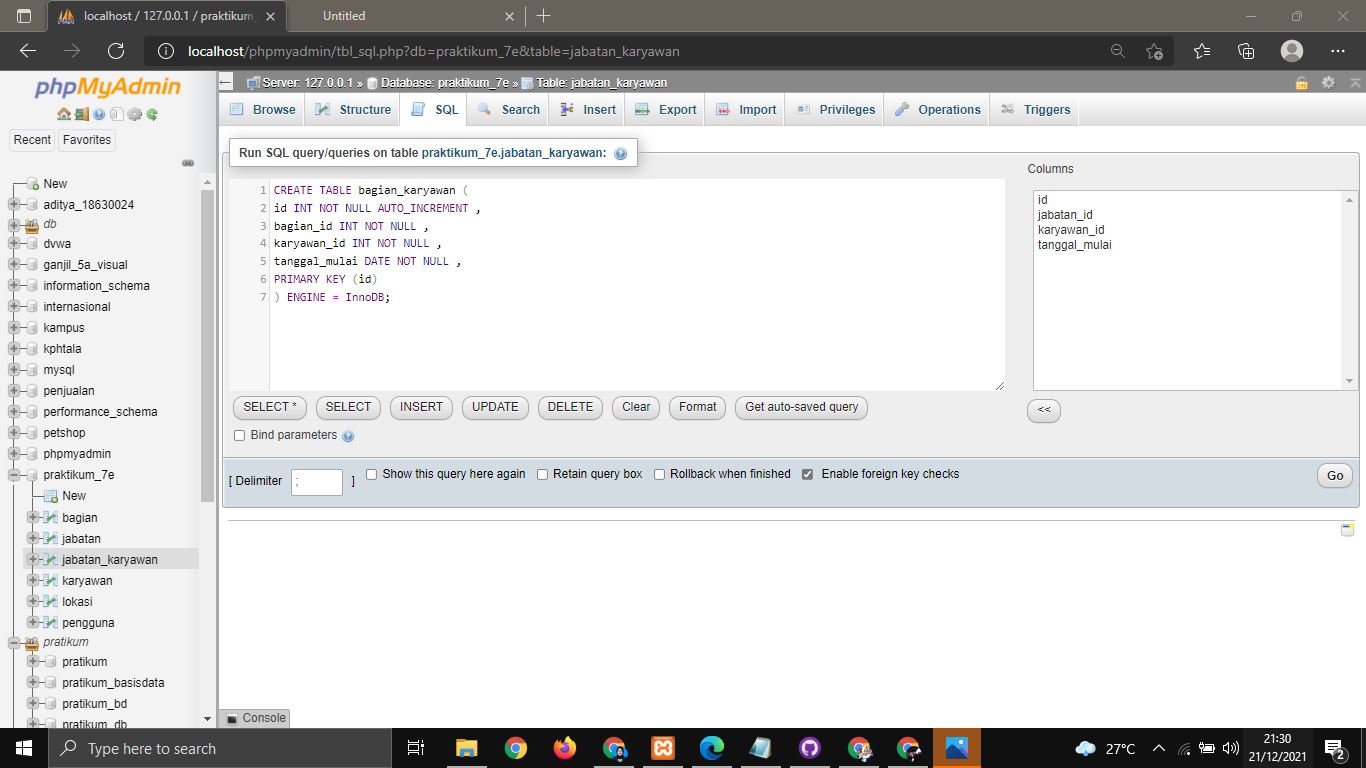 localhost / 127.0.0.1 / praktikum_
Untitled
localhost/phpmyadmin/tbl_sql.php?db=praktikum_7e&table=jabatan_karyawan
phpMyAdmin
Recent Favorites
New
aditya_18630024
db
dvwa
ganjil_5a_visual
information_schema
internasional
kampus
kphtala
mysql
penjualan
performance_schema
petshop
phpmyadmin
praktikum_7e
New
bagian
jabatan
jabatan_karyawan
karyawan
lokasi
pengguna
pratikum
pratikum
pratikum_basisdata
pratikum_bd
pratikum_db
Server: 127.0.0.1 » Database: praktikum_7e » Table: jabatan_karyawan
Browse Structure SQL Search Insert Export Import Privileges Operations Triggers
Run SQL query/queries on table praktikum_7e.jabatan_karyawan:
1 CREATE TABLE bagian_karyawan (
2 id INT NOT NULL AUTO_INCREMENT ,
3 bagian_id INT NOT NULL ,
4 karyawan_id INT NOT NULL ,
5 tanggal_mulai DATE NOT NULL ,
6 PRIMARY KEY (id)
7 ) ENGINE = InnoDB;
Columns
id
jabatan_id
karyawan_id
tanggal_mulai
SELECT * SELECT INSERT UPDATE DELETE Clear Format Get auto-saved query
<<
Bind parameters
[ Delimiter ; ] Show this query here again Retain query box Rollback when finished Enable foreign key checks Go
Console
Type here to search
27°C
21:30
21/12/2021
2